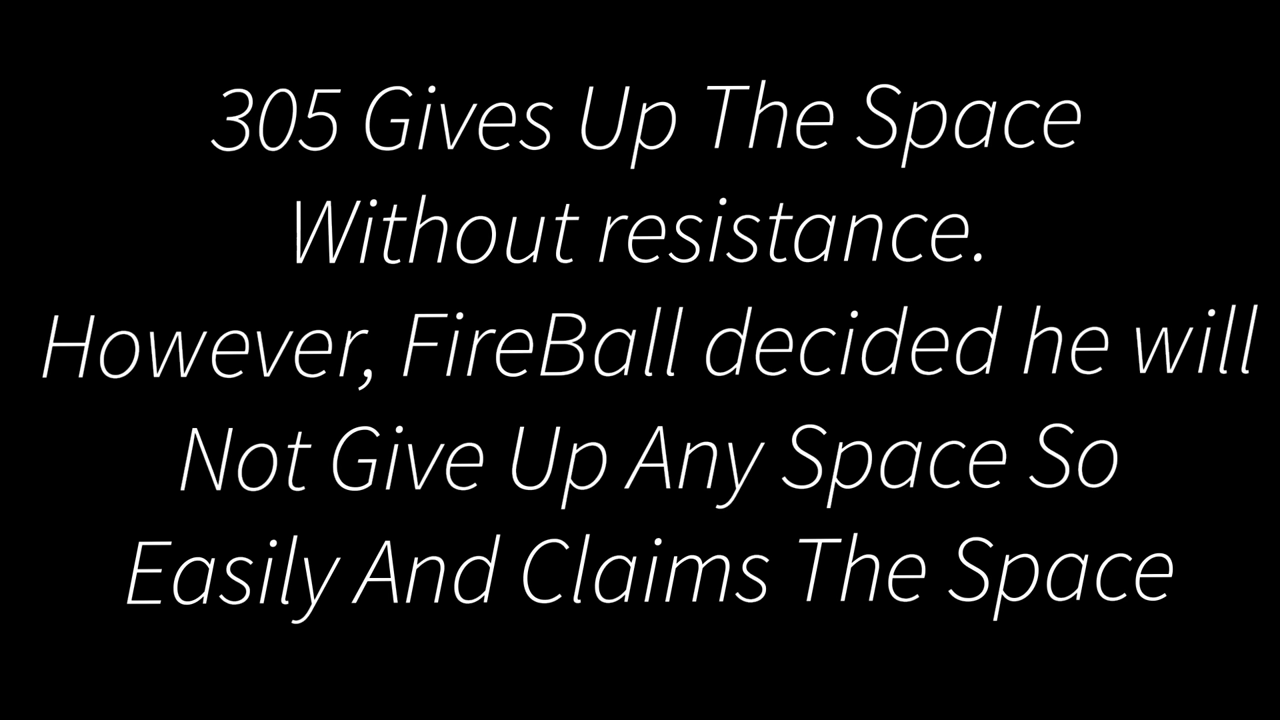 305 Gives Up The Space
Without resistance.
However, FireBall decided he will
Not Give Up Any Space So
Easily And Claims The Space